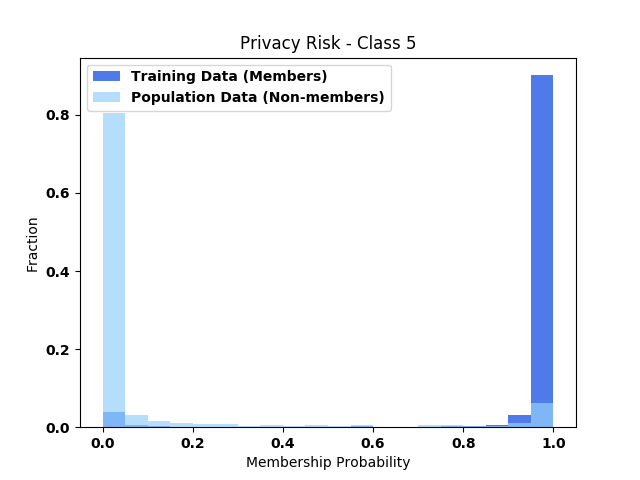 Privacy Risk - Class 5
Training Data (Members)
Population Data (Non-members)
Fraction
0.8
0.6
0.4
0.2
0.0
0.0 0.2 0.4 0.6 0.8 1.0
Membership Probability